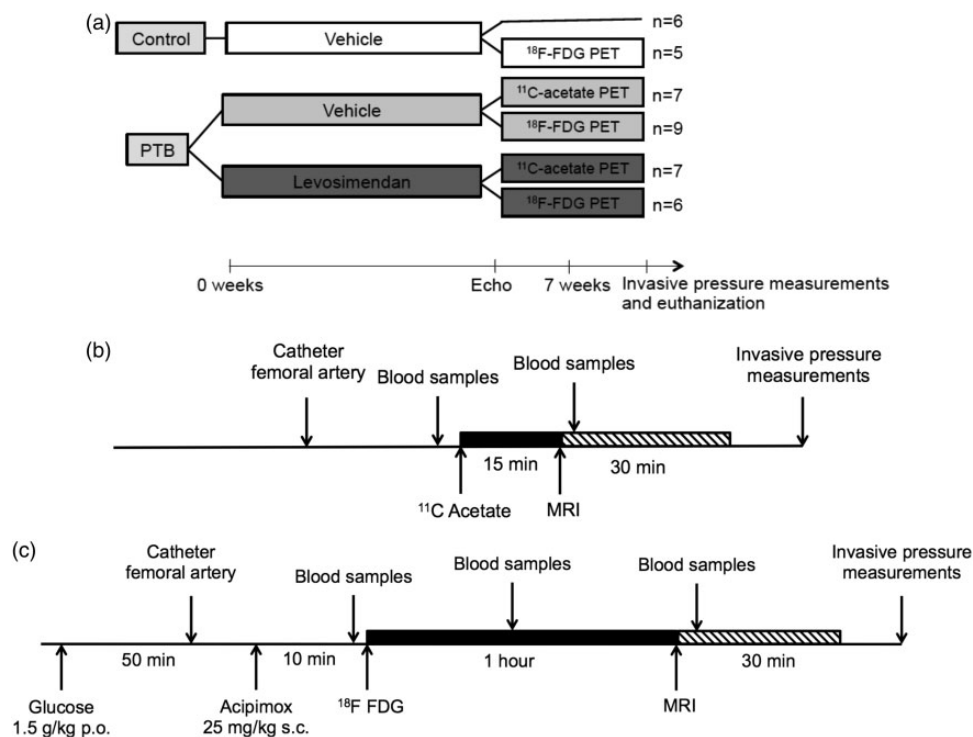 (a)
Control
Vehicle
n=6
¹⁸F-FDG PET
n=5
PTB
Vehicle
¹¹C-acetate PET
n=7
¹⁸F-FDG PET
n=9
Levosimendan
¹¹C-acetate PET
n=7
¹⁸F-FDG PET
n=6
0 weeks
Echo
7 weeks
Invasive pressure measurements
and euthanization
(b)
Catheter
femoral artery
Blood samples
Blood samples
Invasive pressure
measurements
15 min
30 min
¹¹C Acetate
MRI
(c)
Catheter
femoral artery
Blood samples
Blood samples
Blood samples
Invasive pressure
measurements
50 min
10 min
1 hour
30 min
Glucose
1.5 g/kg p.o.
Acipimox
25 mg/kg s.c.
¹⁸F FDG
MRI